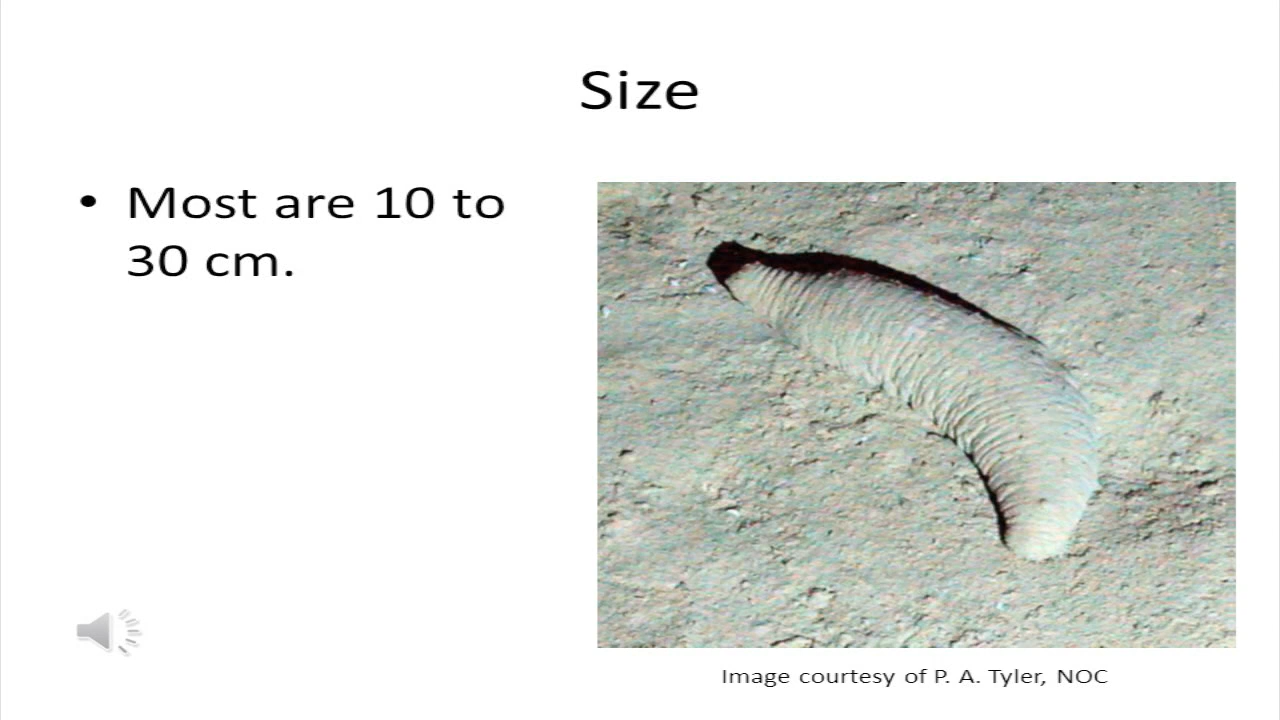 Size
• Most are 10 to
30 cm.
Image courtesy of P. A. Tyler, NOC